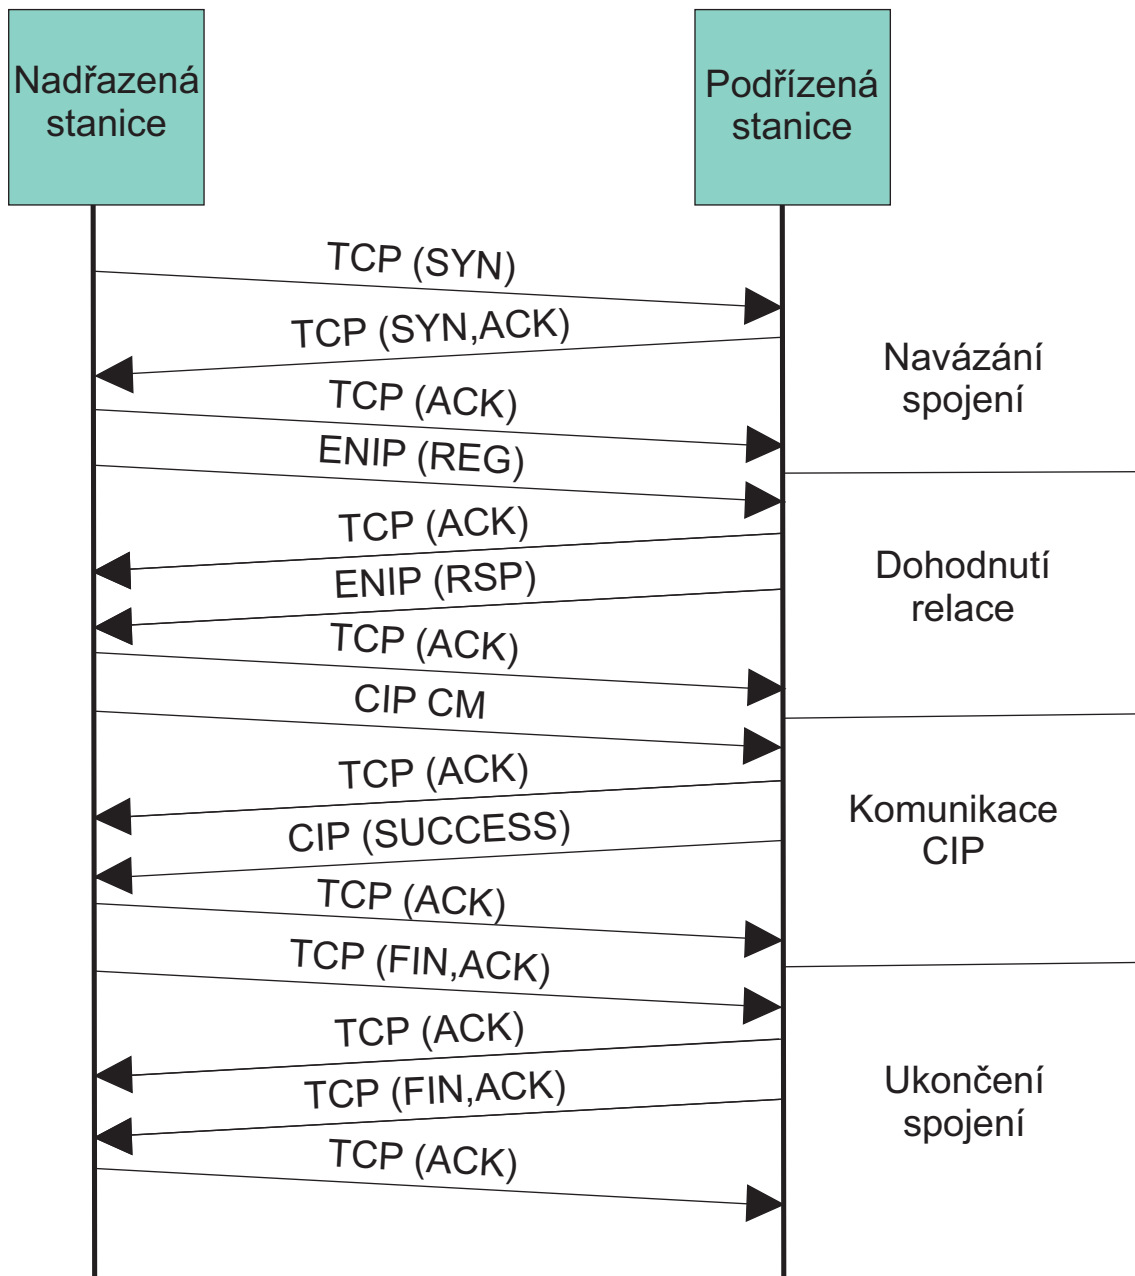 Nadřazená
stanice
Podřízená
stanice
TCP (SYN)
TCP (SYN,ACK)
TCP (ACK)
ENIP (REG)
Navázání
spojení
TCP (ACK)
ENIP (RSP)
TCP (ACK)
CIP CM
Dohodnutí
relace
TCP (ACK)
CIP (SUCCESS)
TCP (ACK)
TCP (FIN,ACK)
Komunikace
CIP
TCP (ACK)
TCP (FIN,ACK)
TCP (ACK)
Ukončení
spojení